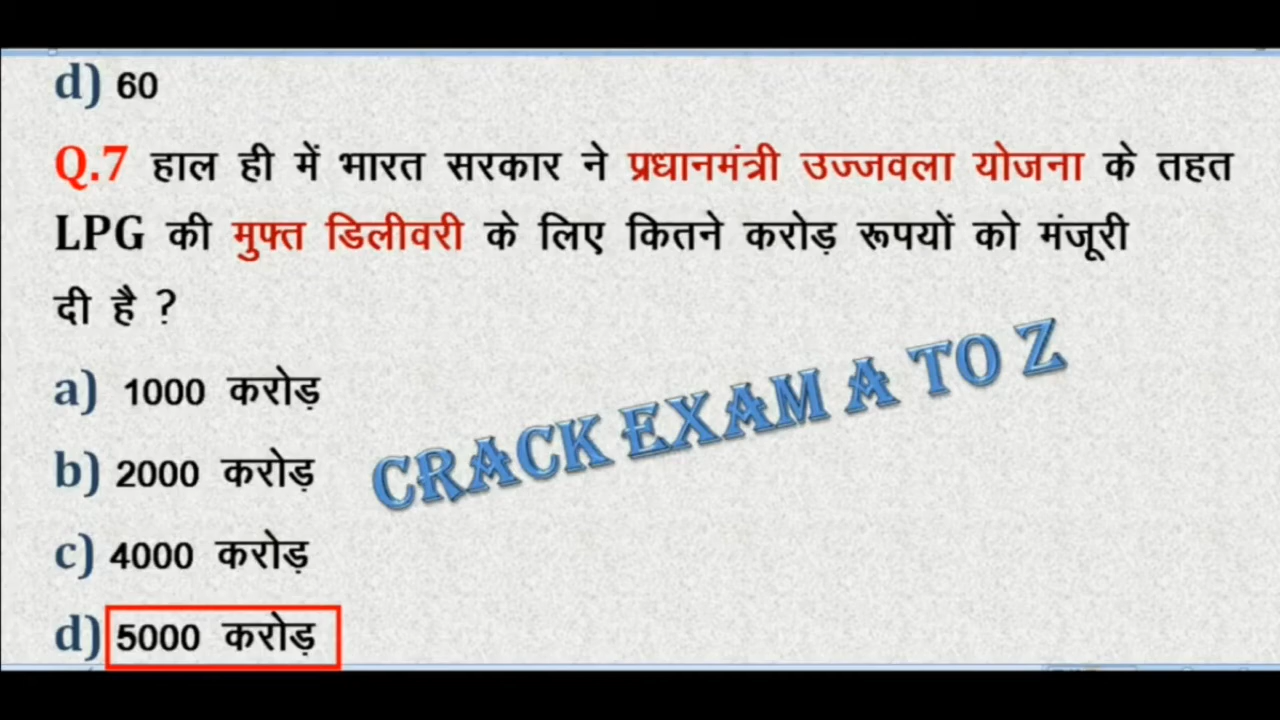 d) 60
Q.7 हाल ही में भारत सरकार ने प्रधानमंत्री उज्जवला योजना के तहत
LPG की मुफ्त डिलीवरी के लिए कितने करोड़ रूपयों को मंजूरी
दी है ?
a) 1000 करोड़
b) 2000 करोड़
c) 4000 करोड़
d) 5000 करोड़
CRACK EXAM A TO Z